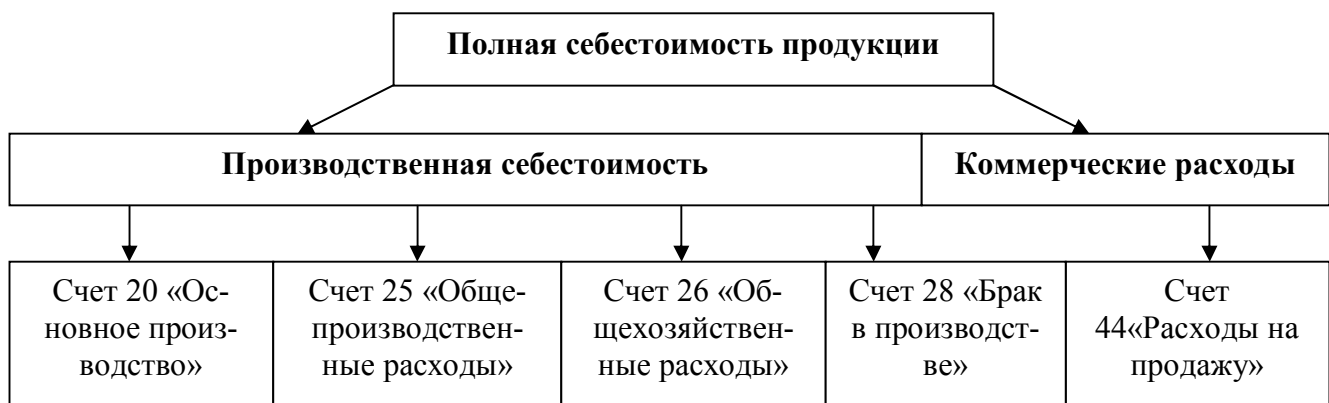 Полная себестоимость продукции
Производственная себестоимость
Коммерческие расходы
Счет 20 «Ос-
новное произ-
водство»
Счет 25 «Обще-
производствен-
ные расходы»
Счет 26 «Об-
щехозяйствен-
ные расходы»
Счет 28 «Брак
в производст-
ве»
Счет
44«Расходы на
продажу»